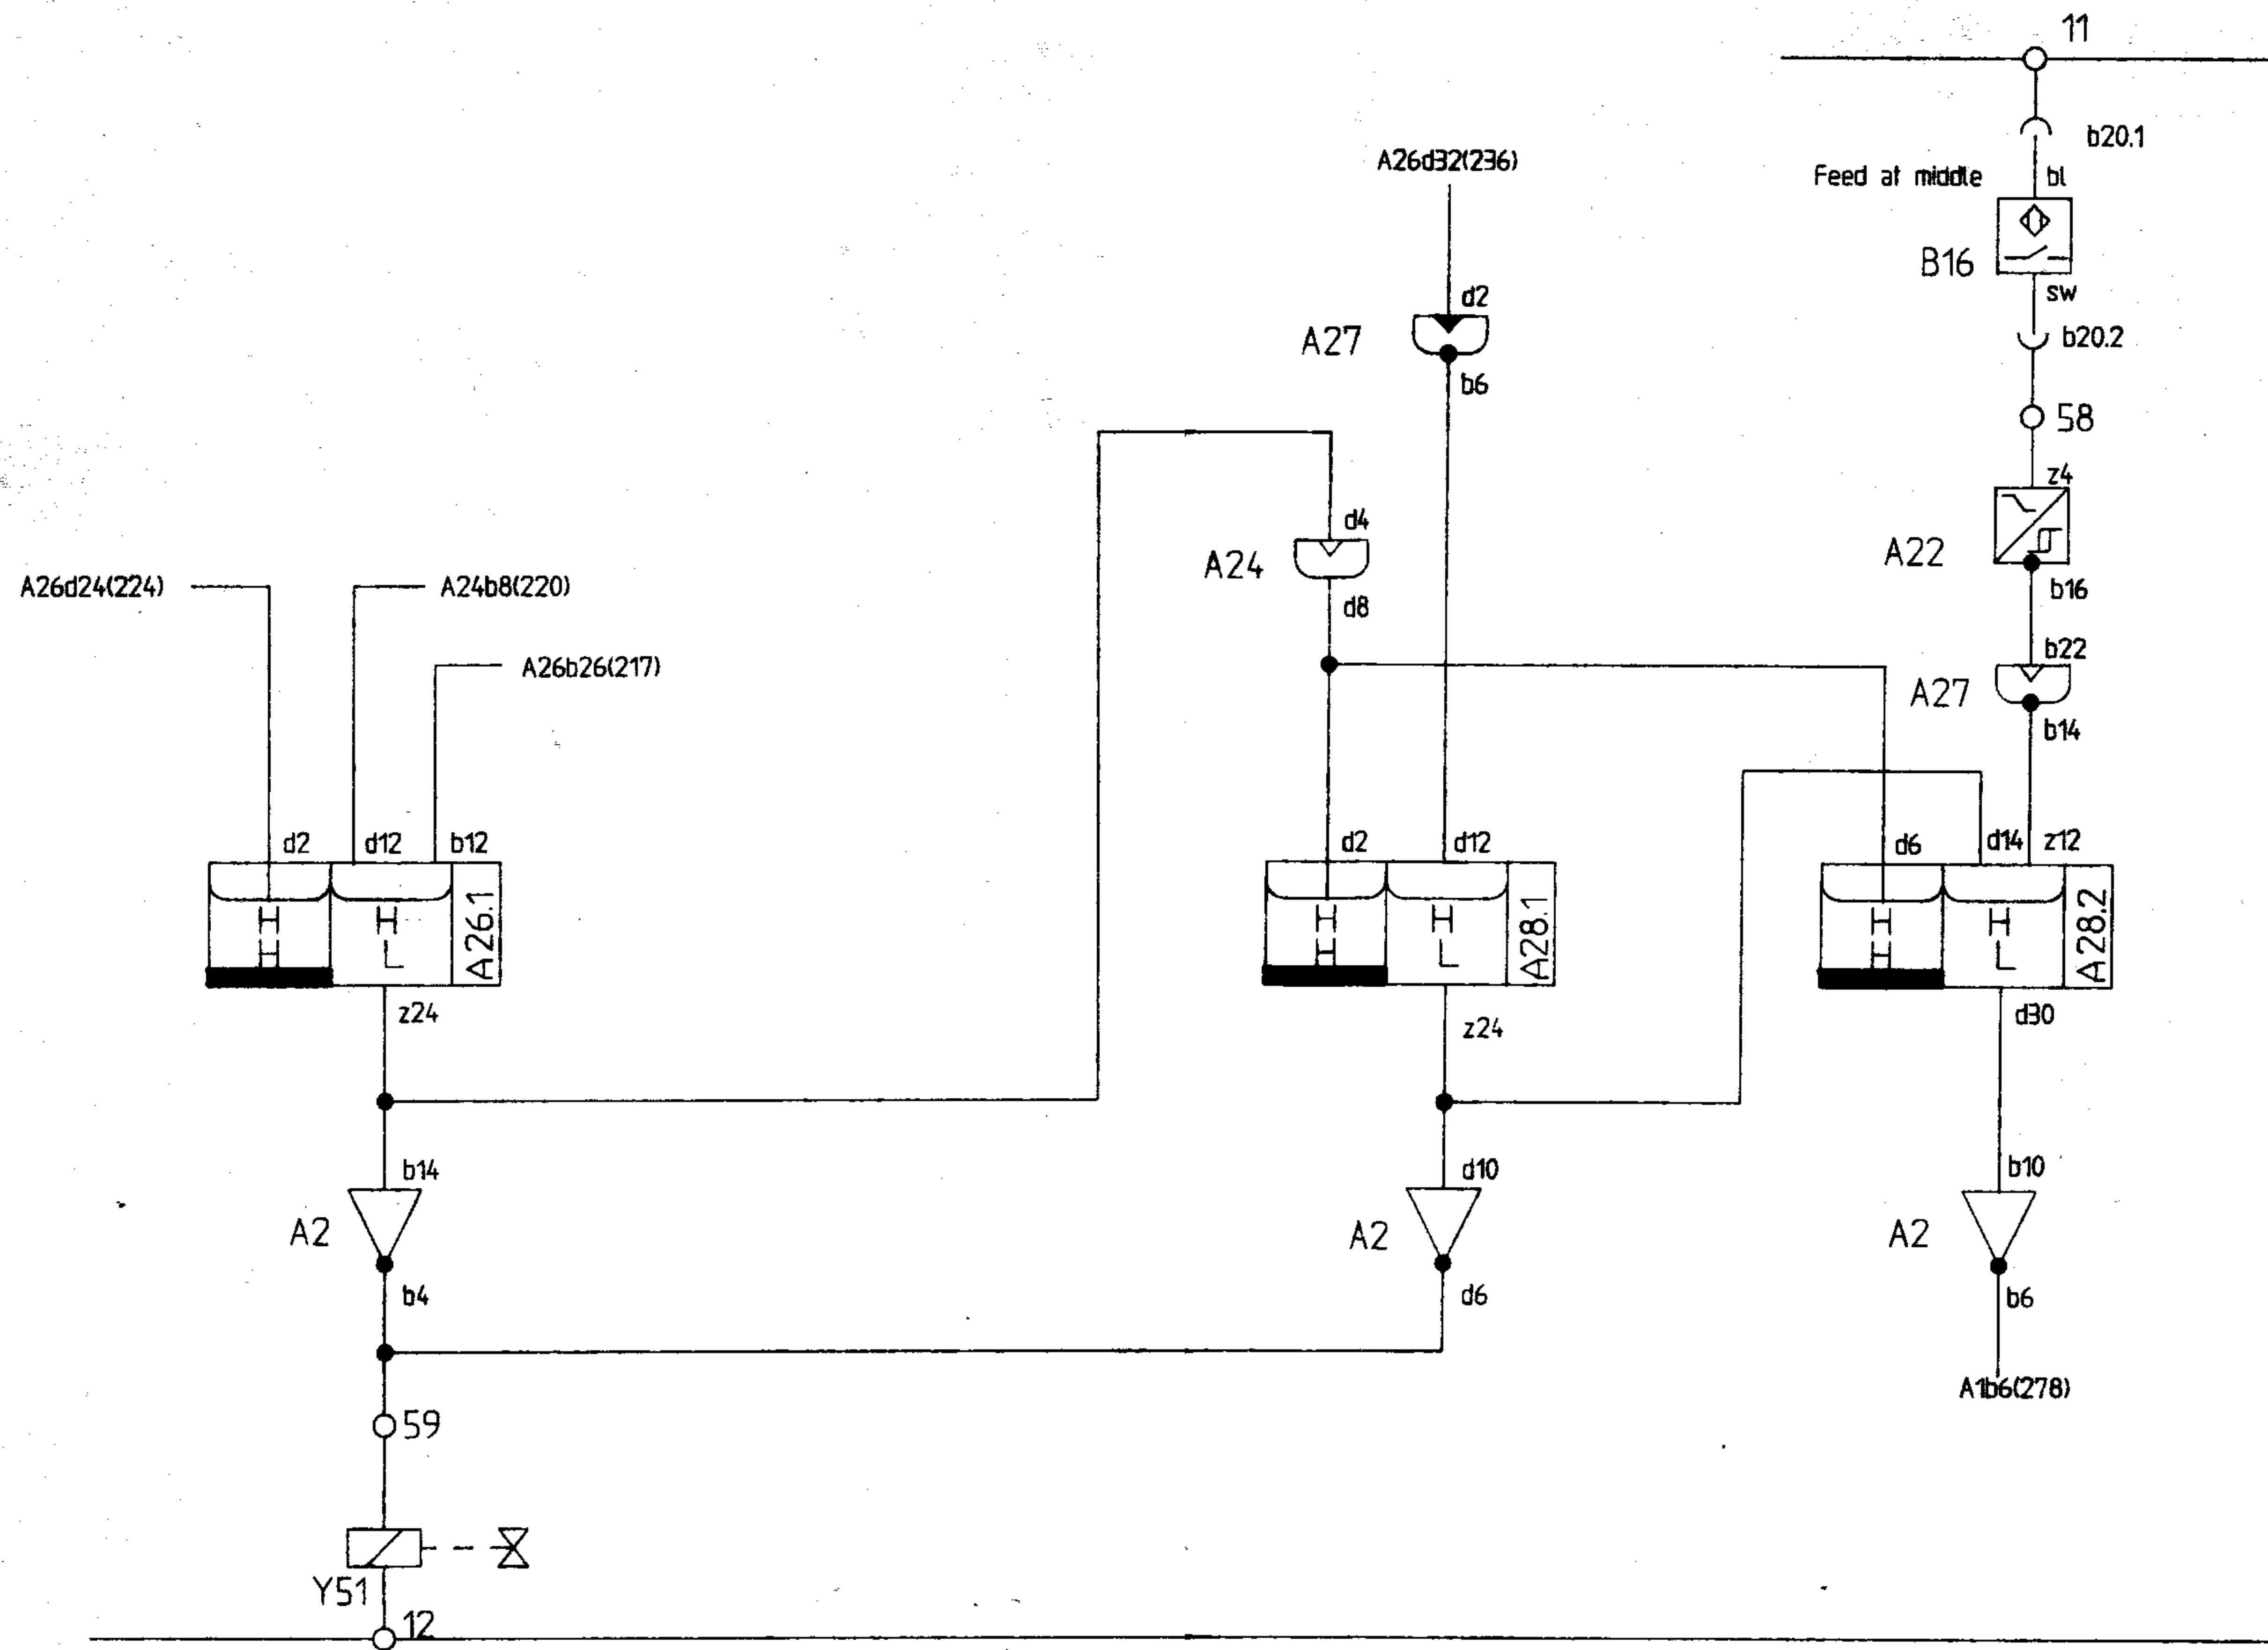 11
b20.1
A26d32(236)
Feed at middle
bl
B16
sw
d2
A27
b6
b20.2
58
z4
d4
A24
d8
A22
b16
A26d24(224)
A24b8(220)
A26b26(217)
b22
A27
b14
d2
d12
b12
d2
d12
d6
d14
z12
H
H
H
L
A26.1
H
H
H
L
A28.1
H
H
H
L
A28.2
z24
z24
d30
b14
d10
b10
A2
A2
A2
b4
d6
b6
A1b6(278)
59
Y51
12